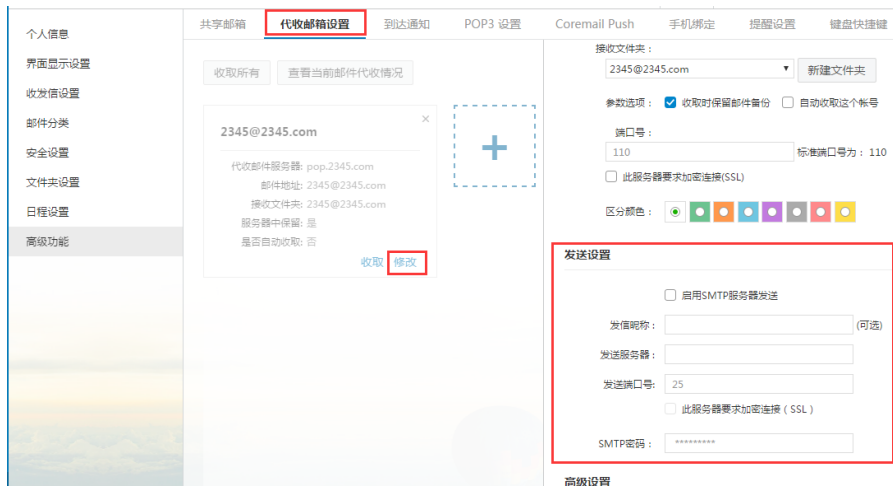 个人信息
界面显示设置
收发信设置
邮件分类
安全设置
文件夹设置
日程设置
高级功能
共享邮箱 代收邮箱设置 到达通知 POP3 设置 Coremail Push 手机绑定 提醒设置 键盘快捷键
收取所有 查看当前邮件代收情况
2345@2345.com ×
代收邮件服务器: pop.2345.com
邮件地址: 2345@2345.com
接收文件夹: 2345@2345.com
服务器中保留: 是
是否自动收取: 否
收取 修改
+
接收文件夹：
2345@2345.com 新建文件夹
参数选项： 收取时保留邮件备份 自动收取这个帐号
端口号：
110 标准端口号为： 110
此服务器要求加密连接(SSL)
区分颜色：
发送设置
启用SMTP服务器发送
发信昵称： (可选)
发送服务器：
发送端口号: 25
此服务器要求加密连接（SSL）
SMTP密码： *********
高级设置